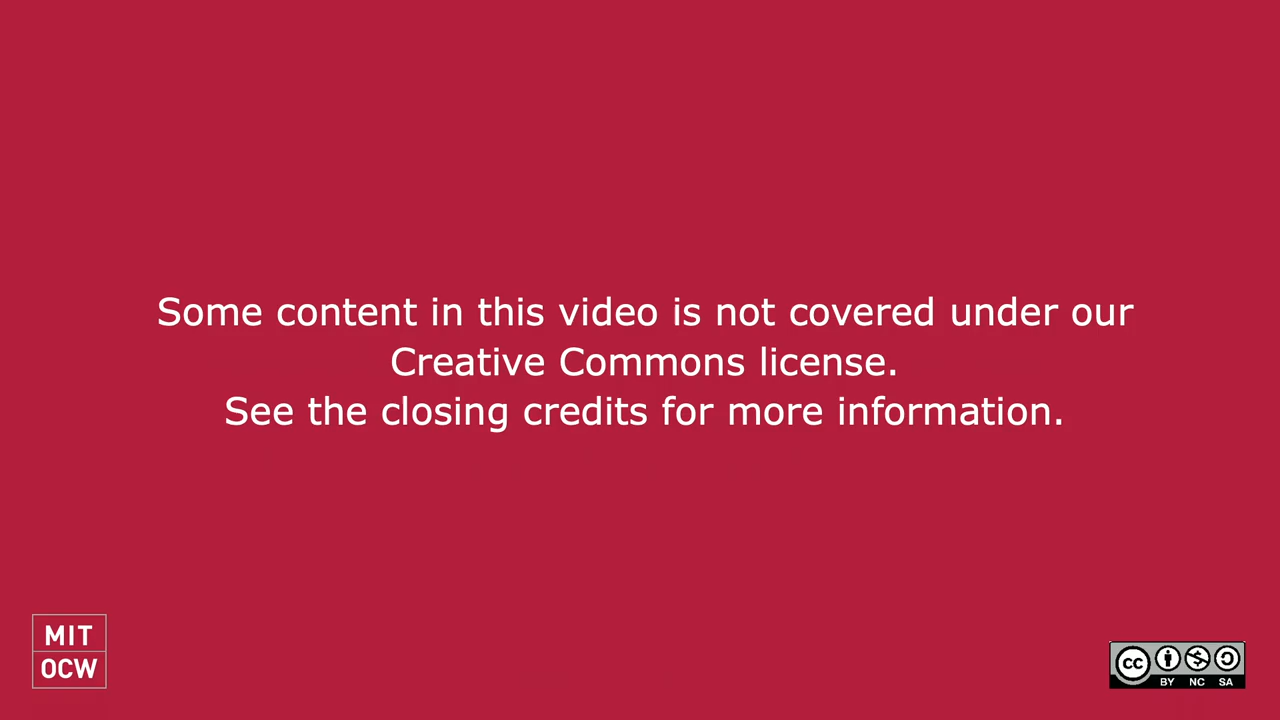 Some content in this video is not covered under our
Creative Commons license.
See the closing credits for more information.
MIT
OCW
cc
BY NC SA